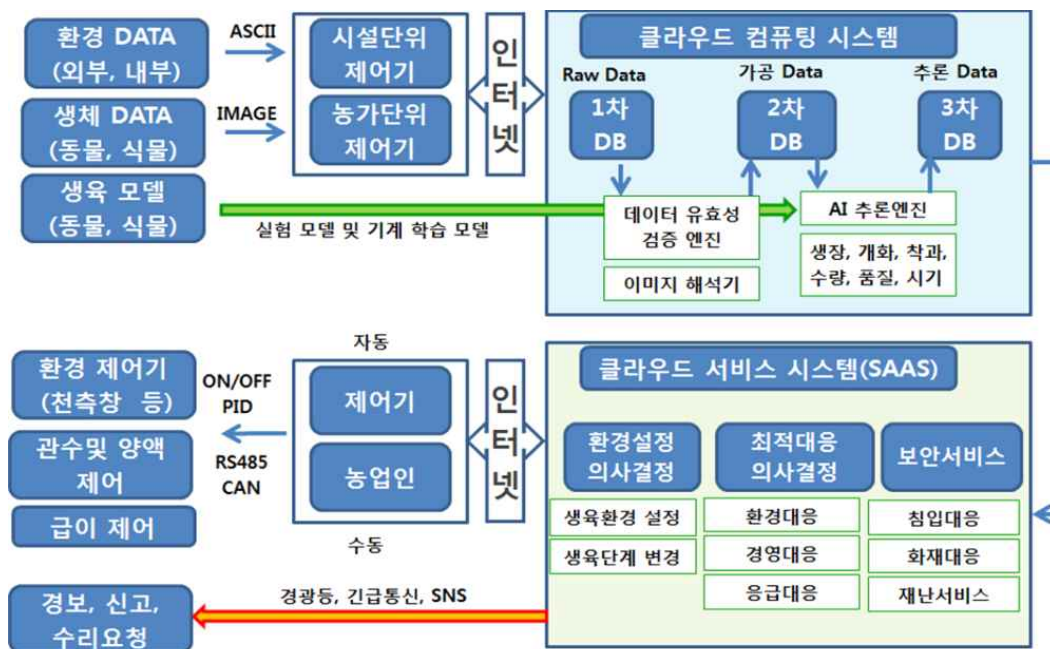 환경 DATA
(외부, 내부)
ASCII
시설단위
제어기
생체 DATA
(동물, 식물)
IMAGE
농가단위
제어기
생육 모델
(동물, 식물)
실험 모델 및 기계 학습 모델
인
터
넷
클라우드 컴퓨팅 시스템
Raw Data
가공 Data
추론 Data
1차
DB
2차
DB
3차
DB
데이터 유효성
검증 엔진
이미지 해석기
AI 추론엔진
생장, 개화, 착과,
수량, 품질, 시기
환경 제어기
(천측창 등)
관수및 양액
제어
급이 제어
ON/OFF
PID
RS485
CAN
자동
제어기
농업인
수동
인
터
넷
클라우드 서비스 시스템(SAAS)
환경설정
의사결정
최적대응
의사결정
보안서비스
생육환경 설정
환경대응
침입대응
생육단계 변경
경영대응
화재대응
응급대응
재난서비스
경보, 신고,
수리요청
경광등, 긴급통신, SNS